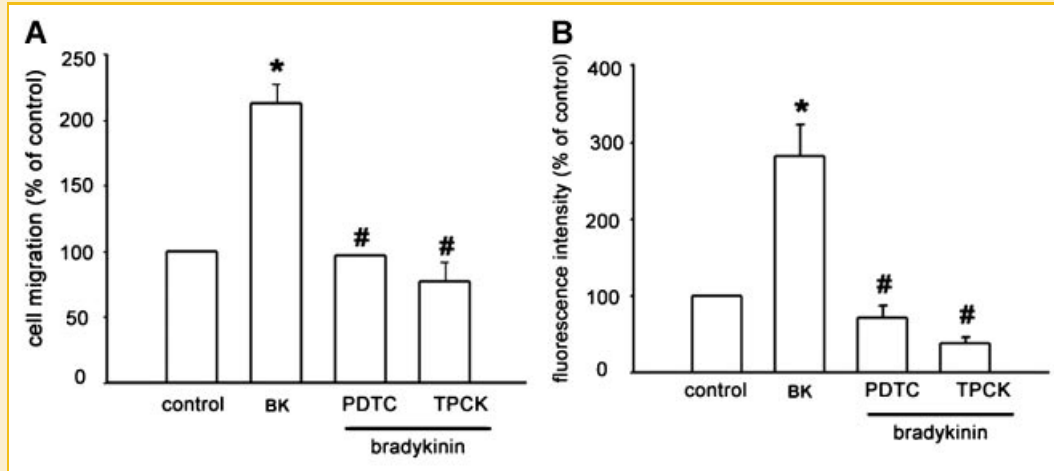 A
cell migration (% of control)
250
200
150
100
50
0
*
#
#
control BK PDTC TPCK
bradykinin
B
fluorescence intensity (% of control)
400
300
200
100
0
*
#
#
control BK PDTC TPCK
bradykinin